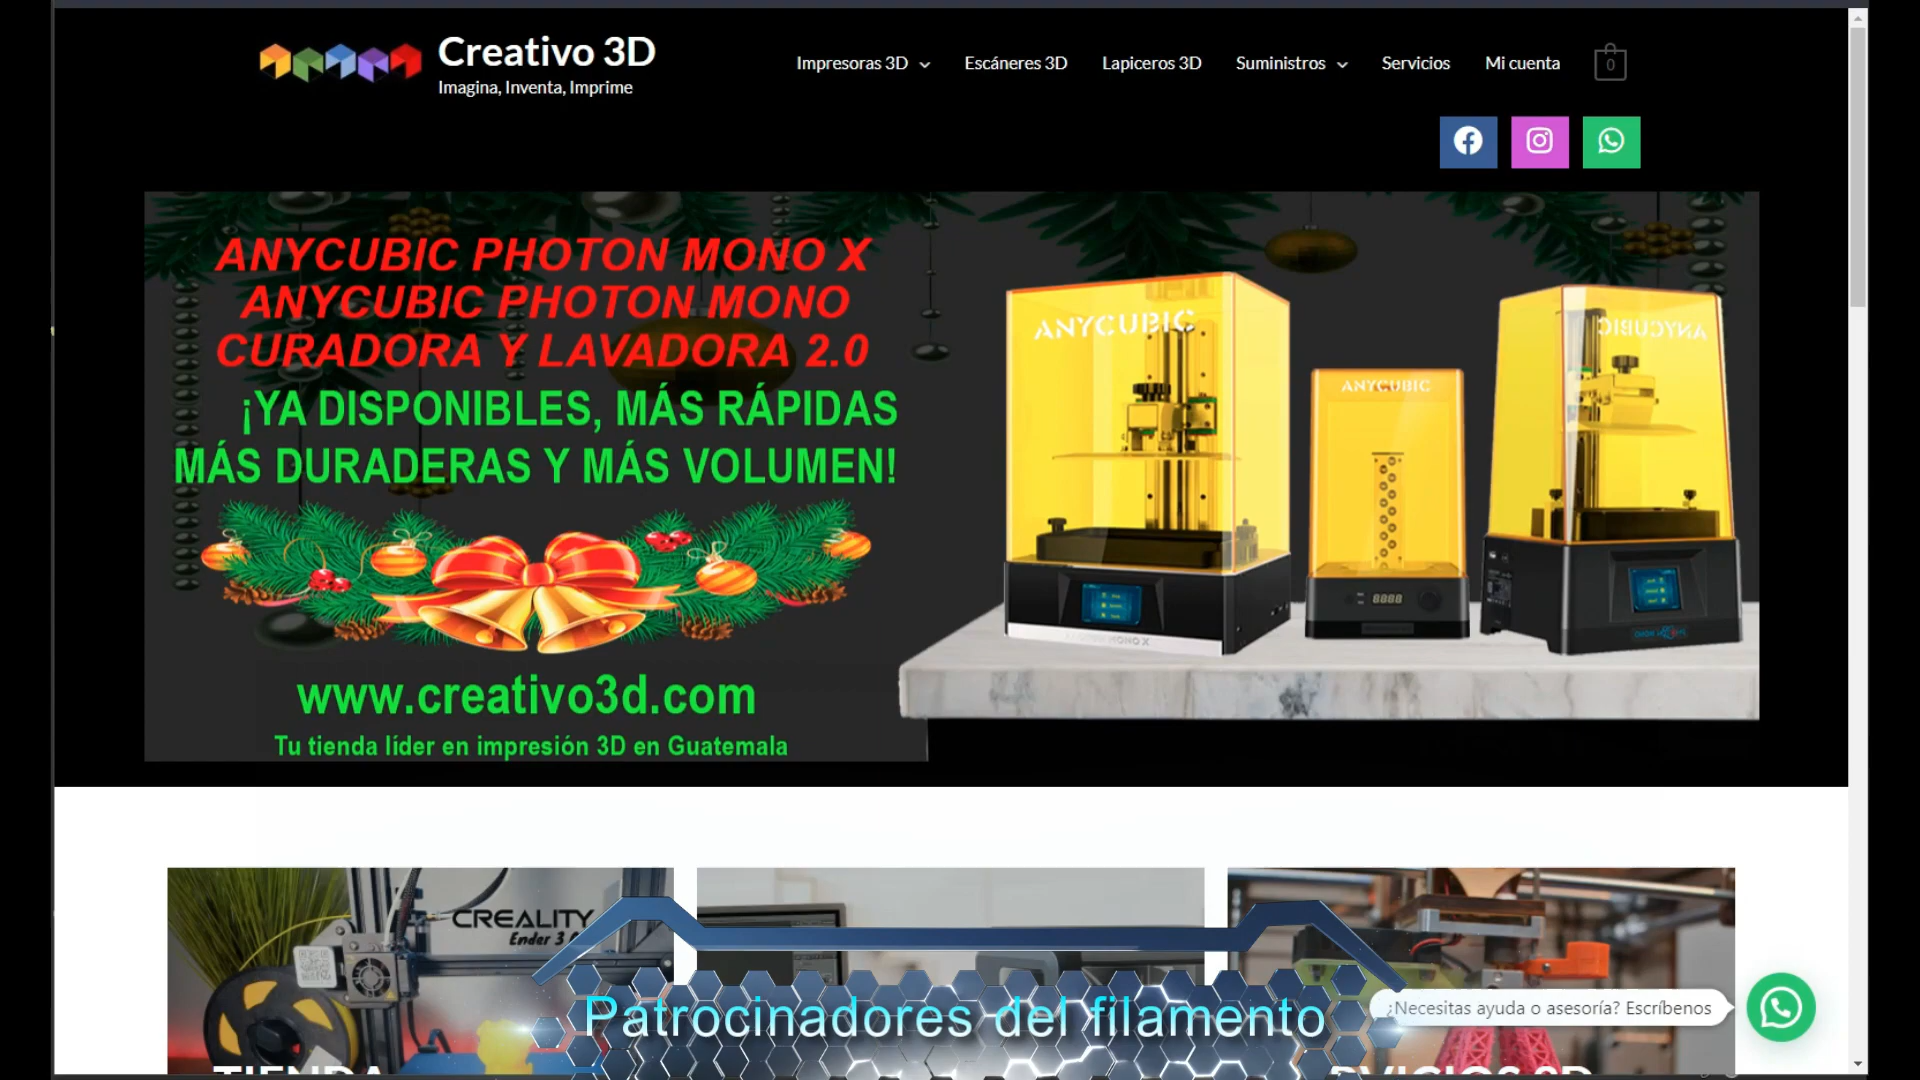 Creativo 3D
Imagina, Inventa, Imprime
Impresoras 3D
Escáneres 3D
Lapiceros 3D
Suministros
Servicios
Mi cuenta
0
ANYCUBIC PHOTON MONO X
ANYCUBIC PHOTON MONO
CURADORA Y LAVADORA 2.0
¡YA DISPONIBLES, MÁS RÁPIDAS
MÁS DURADERAS Y MÁS VOLUMEN!
www.creativo3d.com
Tu tienda líder en impresión 3D en Guatemala
ANYCUBIC
ANYCUBIC
ANYCUBIC
8888
CREALITY
Ender 3
Patrocinadores del filamento
¿Necesitas ayuda o asesoría? Escríbenos
TIENDA